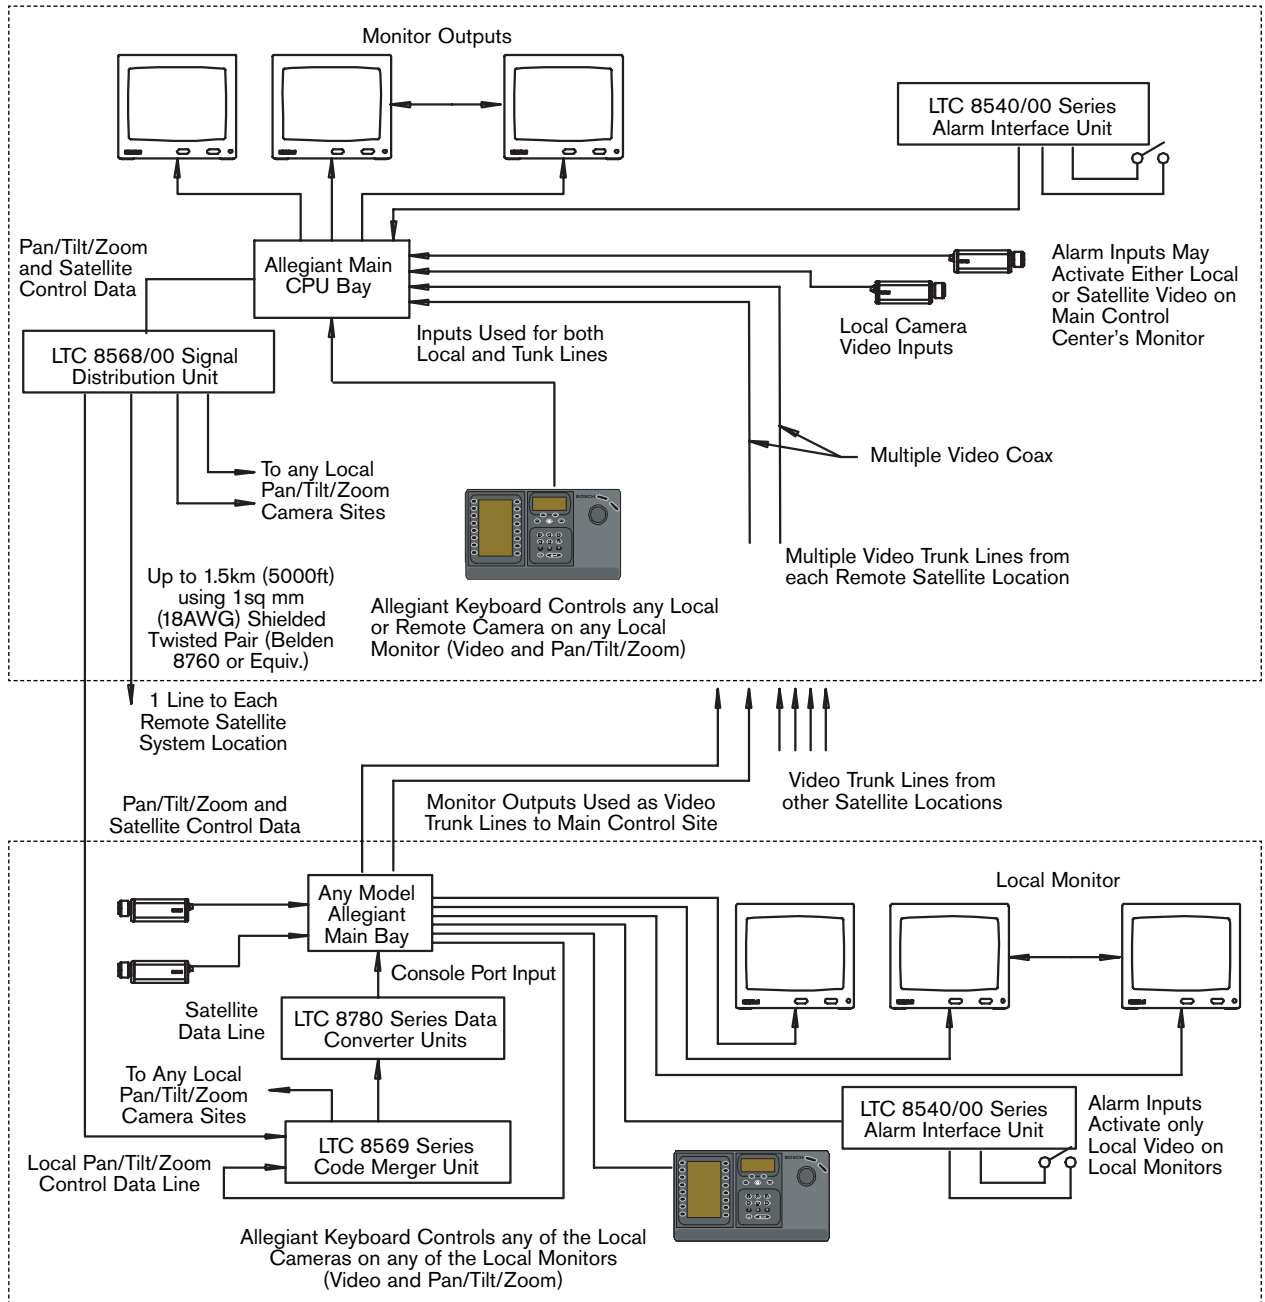 Monitor Outputs
LTC 8540/00 Series
Alarm Interface Unit
Pan/Tilt/Zoom
and Satellite
Control Data
Allegiant Main
CPU Bay
Alarm Inputs May
Activate Either Local
or Satellite Video on
Main Control
Center's Monitor
Local Camera
Video Inputs
Inputs Used for both
Local and Tunk Lines
LTC 8568/00 Signal
Distribution Unit
Multiple Video Coax
To any Local
Pan/Tilt/Zoom
Camera Sites
BOSCH
Multiple Video Trunk Lines from
each Remote Satellite Location
Up to 1.5km (5000ft)
using 1sq mm
(18AWG) Shielded
Twisted Pair (Belden
8760 or Equiv.)
Allegiant Keyboard Controls any Local
or Remote Camera on any Local
Monitor (Video and Pan/Tilt/Zoom)
1 Line to Each
Remote Satellite
System Location
Video Trunk Lines from
other Satellite Locations
Pan/Tilt/Zoom and
Satellite Control Data
Monitor Outputs Used as Video
Trunk Lines to Main Control Site
Any Model
Allegiant
Main Bay
Local Monitor
Console Port Input
Satellite
Data Line
LTC 8780 Series Data
Converter Units
To Any Local
Pan/Tilt/Zoom
Camera Sites
LTC 8540/00 Series
Alarm Interface Unit
Alarm Inputs
Activate only
Local Video on
Local Monitors
LTC 8569 Series
Code Merger Unit
Local Pan/Tilt/Zoom
Control Data Line
BOSCH
Allegiant Keyboard Controls any of the Local
Cameras on any of the Local Monitors
(Video and Pan/Tilt/Zoom)